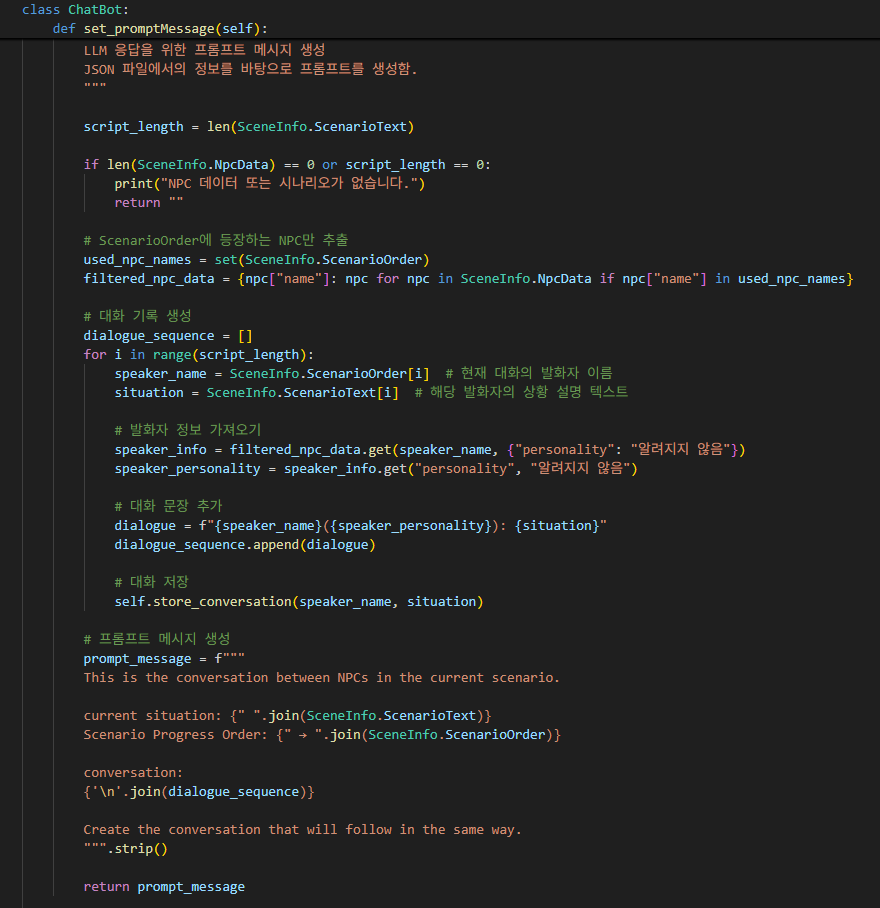 class ChatBot:
    def set_promptMessage(self):
        LLM 응답을 위한 프롬프트 메시지 생성
        JSON 파일에서의 정보를 바탕으로 프롬프트를 생성함.
        """
        script_length = len(SceneInfo.ScenarioText)
        if len(SceneInfo.NpcData) == 0 or script_length == 0:
            print("NPC 데이터 또는 시나리오가 없습니다.")
            return ""
        # ScenarioOrder에 등장하는 NPC만 추출
        used_npc_names = set(SceneInfo.ScenarioOrder)
        filtered_npc_data = {npc["name"]: npc for npc in SceneInfo.NpcData if npc["name"] in used_npc_names}
        # 대화 기록 생성
        dialogue_sequence = []
        for i in range(script_length):
            speaker_name = SceneInfo.ScenarioOrder[i]  # 현재 대화의 발화자 이름
            situation = SceneInfo.ScenarioText[i]  # 해당 발화자의 상황 설명 텍스트
            # 발화자 정보 가져오기
            speaker_info = filtered_npc_data.get(speaker_name, {"personality": "알려지지 않음"})
            speaker_personality = speaker_info.get("personality", "알려지지 않음")
            # 대화 문장 추가
            dialogue = f"{speaker_name}({speaker_personality}): {situation}"
            dialogue_sequence.append(dialogue)
            # 대화 저장
            self.store_conversation(speaker_name, situation)
        # 프롬프트 메시지 생성
        prompt_message = f"""
        This is the conversation between NPCs in the current scenario.
        current situation: {" ".join(SceneInfo.ScenarioText)}
        Scenario Progress Order: {" → ".join(SceneInfo.ScenarioOrder)}
        conversation:
        {'\n'.join(dialogue_sequence)}
        Create the conversation that will follow in the same way.
        """.strip()
        return prompt_message